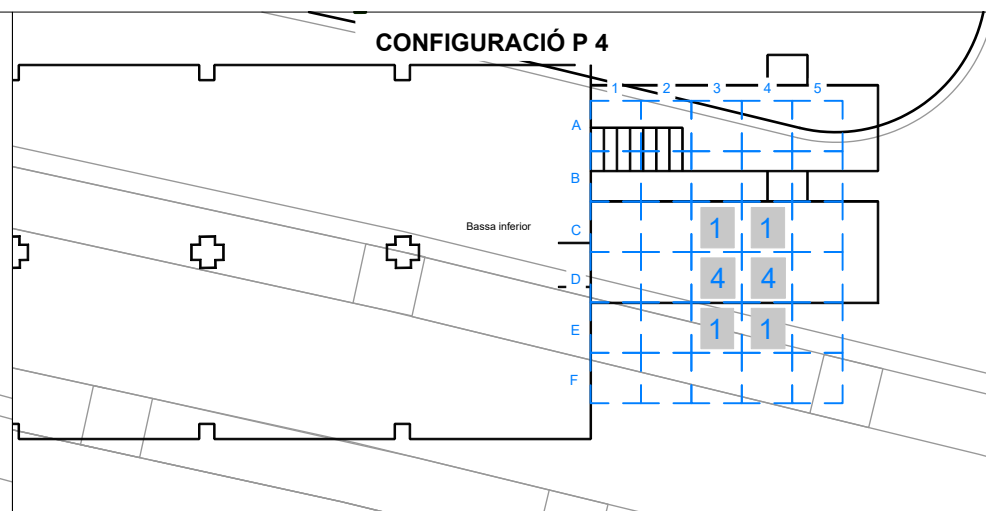 CONFIGURACIÓ P 4
1 2 3 4 5
A
B
Bassa inferior
C 1 1
D 4 4
E 1 1
F